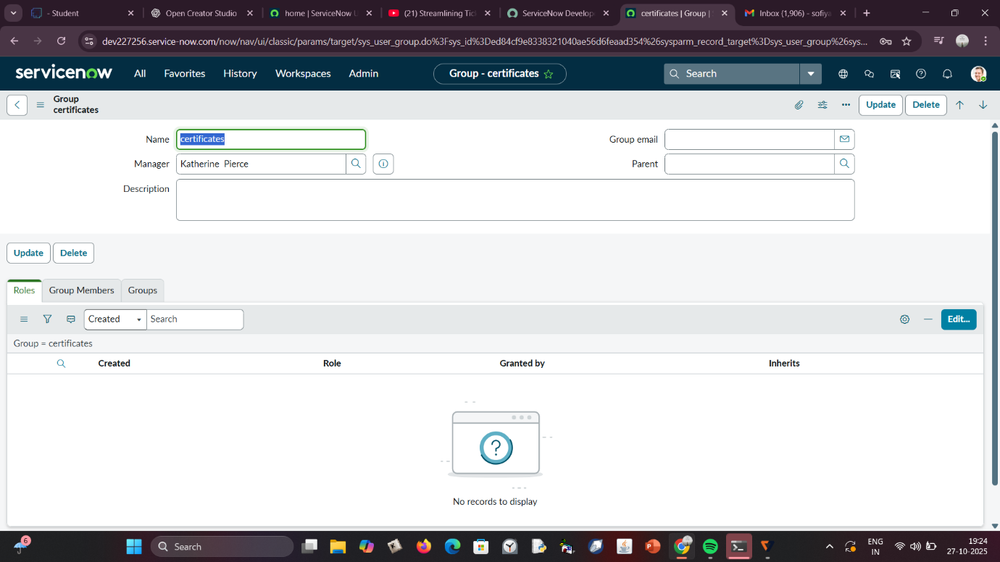 - Student
Open Creator Studio
home | ServiceNow U
(21) Streamlining Tick
ServiceNow Develop
certificates | Group |
Inbox (1,906) - sofiya
dev227256.service-now.com/now/nav/ui/classic/params/target/sys_user_group.do%3Fsys_id%3Ded84cf9e8338321040ae56d6feaad354%26sysparm_record_target%3Dsys_user_group%26sys...
servicenow
All
Favorites
History
Workspaces
Admin
Group - certificates
Search
Group
certificates
Update
Delete
Name
certificates
Group email
Manager
Katherine Pierce
Parent
Description
Update
Delete
Roles
Group Members
Groups
Created
Search
Edit...
Group = certificates
Created
Role
Granted by
Inherits
?
No records to display
6
Search
ENG
IN
19:24
27-10-2025